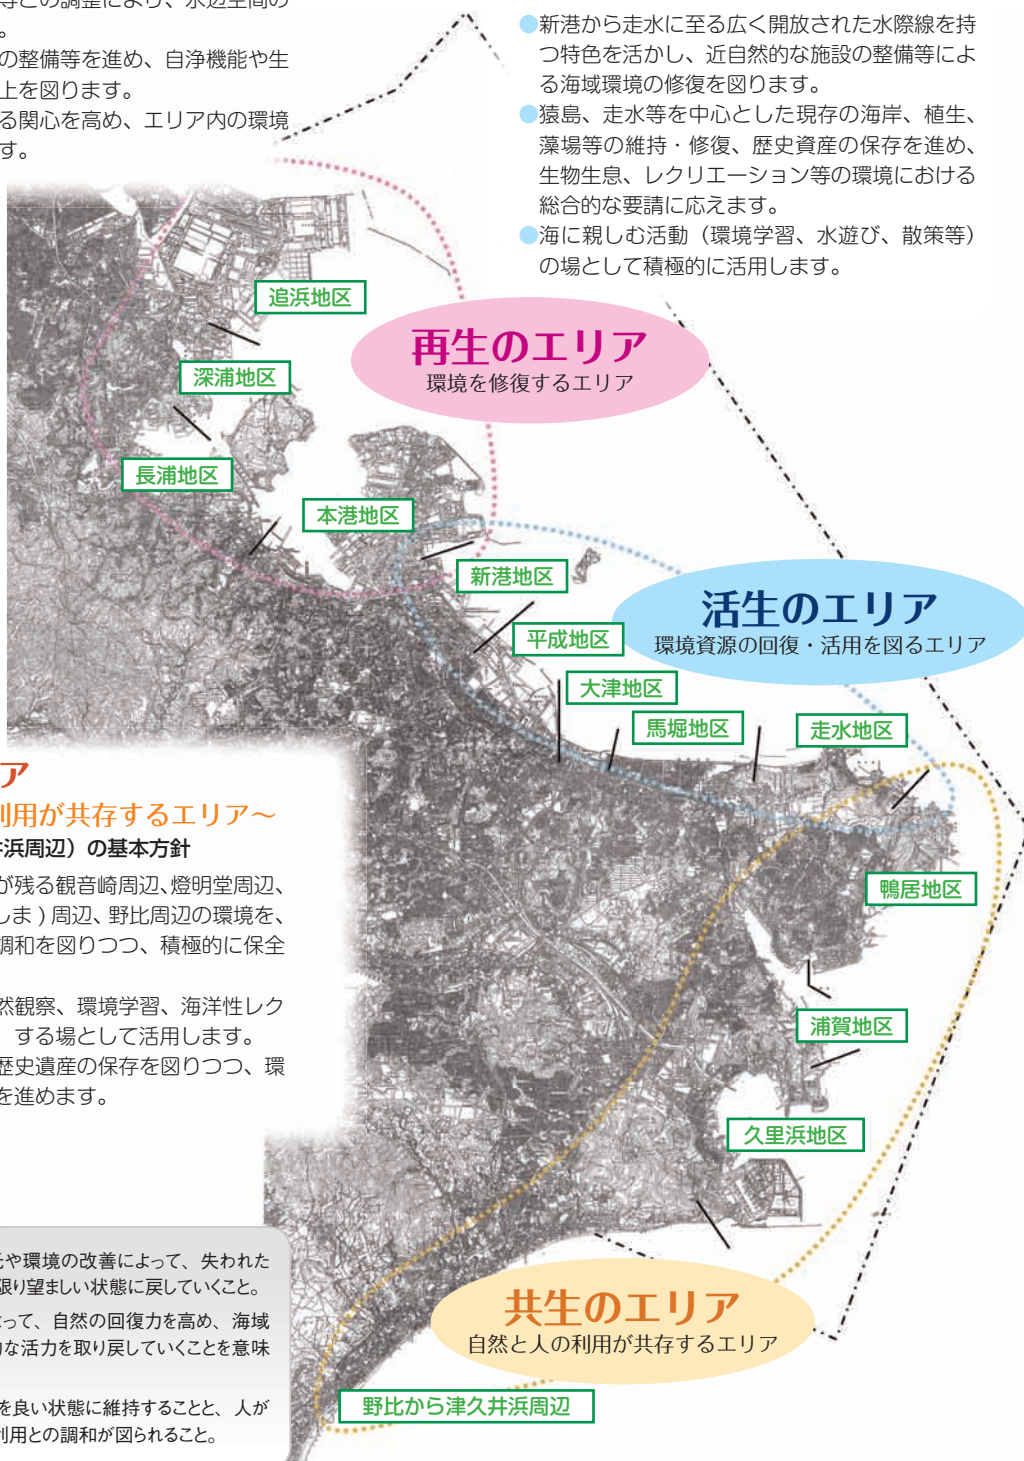 等との調整により、水辺空間の
。
の整備等を進め、自浄機能や生
上を図ります。
る関心を高め、エリア内の環境
す。
●新港から走水に至る広く開放された水際線を持
つ特色を活かし、近自然的な施設の整備等によ
る海域環境の修復を図ります。
●猿島、走水等を中心とした現存の海岸、植生、
藻場等の維持・修復、歴史資産の保存を進め、
生物生息、レクリエーション等の環境における
総合的な要請に応えます。
●海に親しむ活動（環境学習、水遊び、散策等）
の場として積極的に活用します。
追浜地区
再生のエリア
環境を修復するエリア
深浦地区
長浦地区
本港地区
新港地区
活生のエリア
環境資源の回復・活用を図るエリア
平成地区
大津地区
馬堀地区
走水地区
鴨居地区
浦賀地区
久里浜地区
ア
利用が共存するエリア～
浜周辺）の基本方針
が残る観音崎周辺、燈明堂周辺、
しま）周辺、野比周辺の環境を、
調和を図りつつ、積極的に保全
然観察、環境学習、海洋性レク
する場として活用します。
歴史遺産の保存を図りつつ、環
を進めます。
や環境の改善によって、失われた
限り望ましい状態に戻していくこと。
よって、自然の回復力を高め、海域
的な活力を取り戻していくことを意味
を良い状態に維持することと、人が
利用との調和が図られること。
共生のエリア
自然と人の利用が共存するエリア
野比から津久井浜周辺